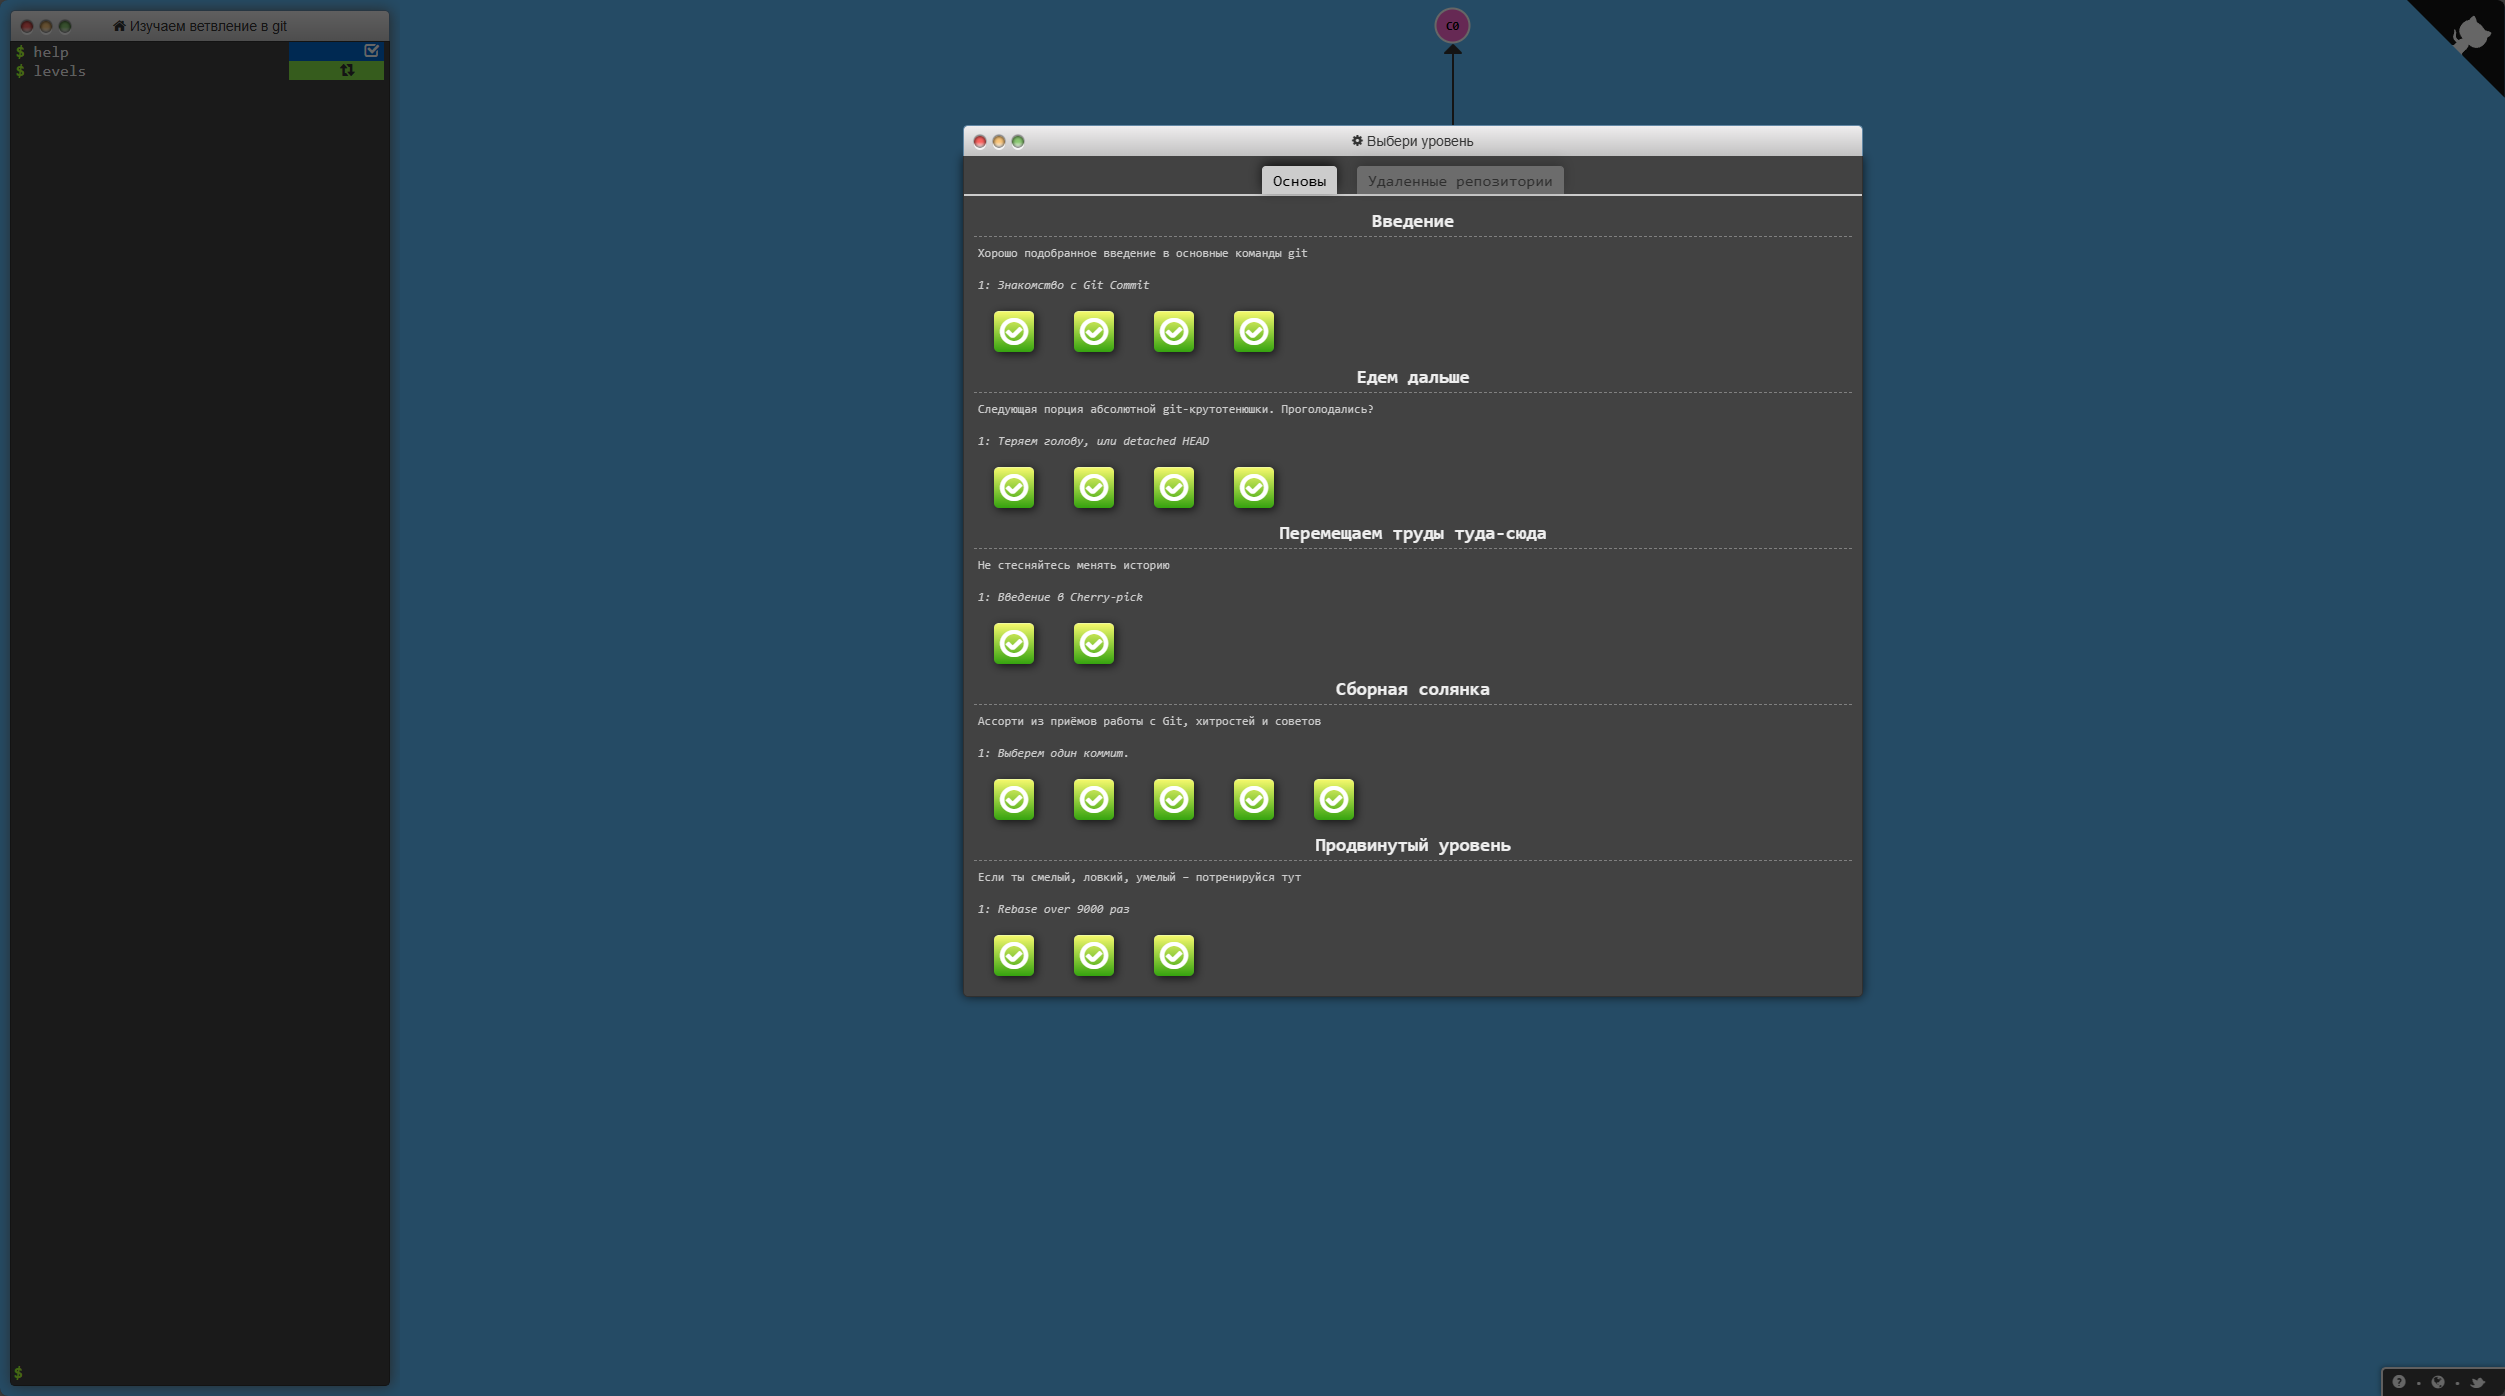 Изучаем ветвление в git
$ help
$ levels
$
C0
Выбери уровень
Основы
Удаленные репозитории
Введение
Хорошо подобранное введение в основные команды git
1: Знакомство с Git Commit
Едем дальше
Следующая порция абсолютной git-крутотенюшки. Проголодались?
1: Теряем голову, или detached HEAD
Перемещаем труды туда-сюда
Не стесняйтесь менять историю
1: Введение в Cherry-pick
Сборная солянка
Ассорти из приёмов работы с Git, хитростей и советов
1: Выберем один коммит.
Продвинутый уровень
Если ты смелый, ловкий, умелый – потренируйся тут
1: Rebase over 9000 раз